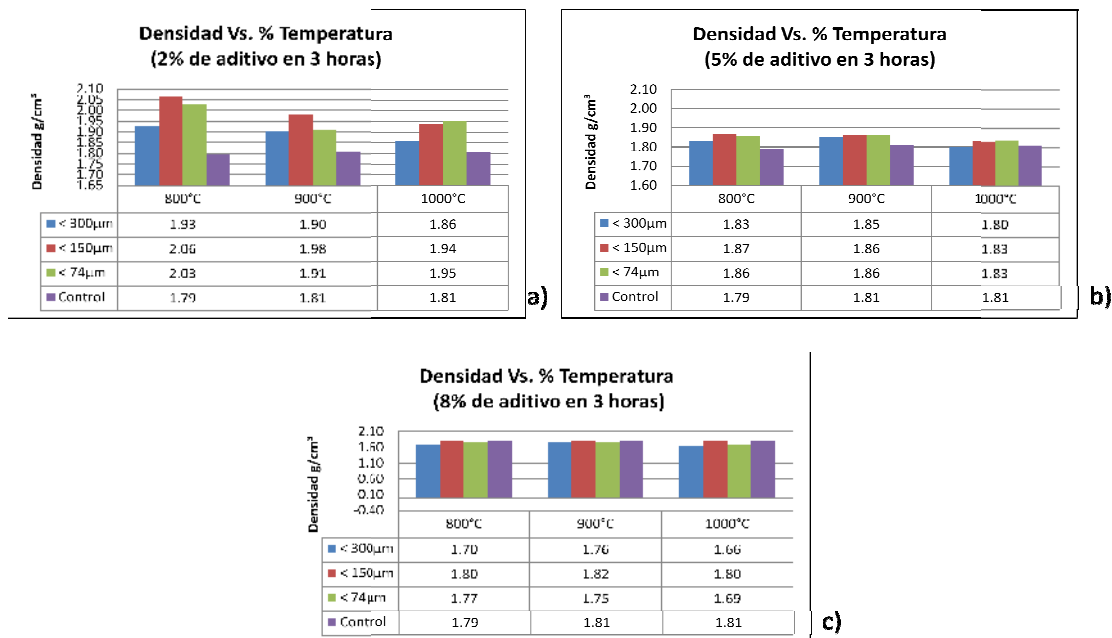 Densidad Vs. % Temperatura
(2% de aditivo en 3 horas)
Densidad g/cm³
2.10
2.05
2.00
1.95
1.90
1.85
1.80
1.75
1.70
1.65
800°C 900°C 1000°C
< 300µm 1.93 1.90 1.86
< 150µm 2.06 1.98 1.94
< 74µm 2.03 1.91 1.95
Control 1.79 1.81 1.81
a)
Densidad Vs. % Temperatura
(5% de aditivo en 3 horas)
Densidad g/cm³
2.10
2.00
1.90
1.80
1.70
1.60
800°C 900°C 1000°C
< 300µm 1.83 1.85 1.80
< 150µm 1.87 1.86 1.83
< 74µm 1.86 1.86 1.83
Control 1.79 1.81 1.81
b)
Densidad Vs. % Temperatura
(8% de aditivo en 3 horas)
Densidad g/cm³
2.10
1.60
1.10
0.60
0.10
-0.40
800°C 900°C 1000°C
< 300µm 1.70 1.76 1.66
< 150µm 1.80 1.82 1.80
< 74µm 1.77 1.75 1.69
Control 1.79 1.81 1.81
c)